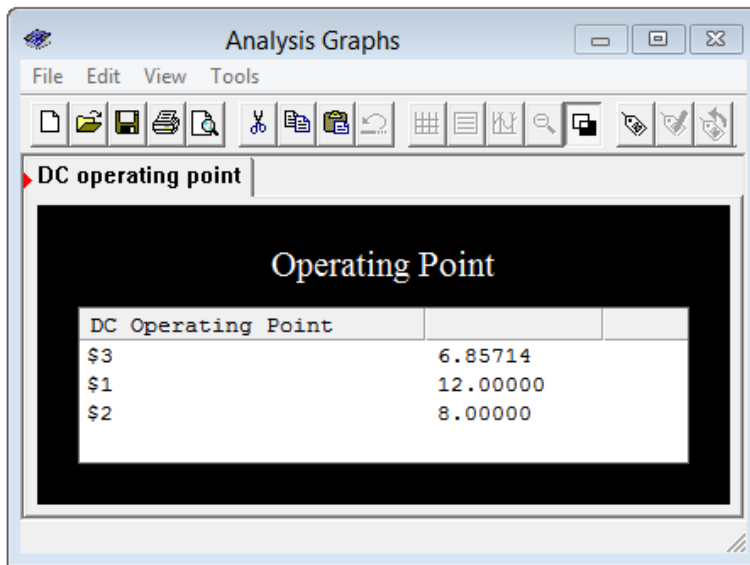 Analysis Graphs
File Edit View Tools
DC operating point
Operating Point
DC Operating Point
$3 6.85714
$1 12.00000
$2 8.00000